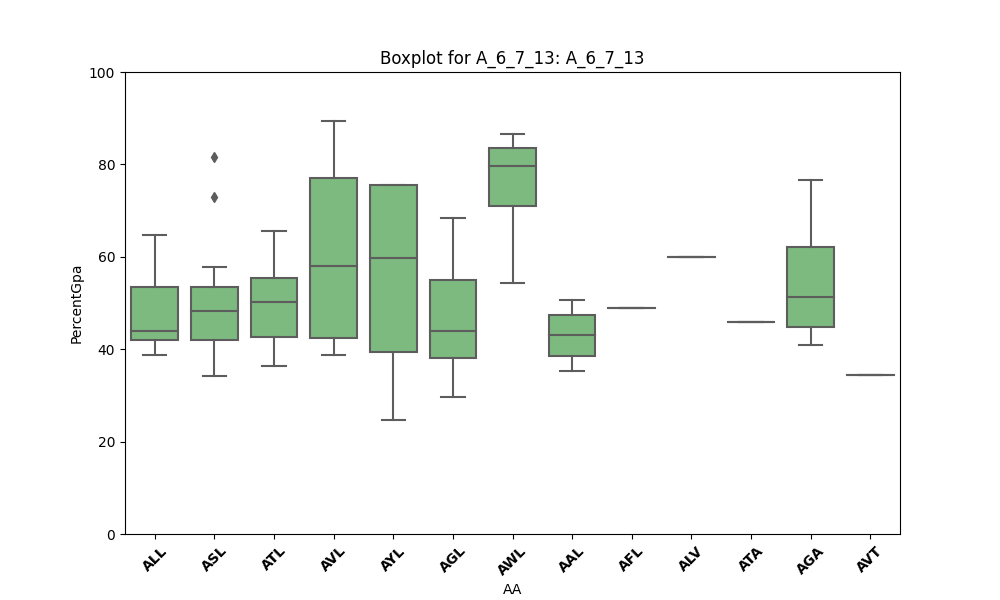 Boxplot for A_6_7_13: A_6_7_13
100
80
60
40
20
0
PercentGpa
ALL ASL ATL AVL AYL AGL AWL AAL AFL ALV ATA AGA AVT
AA